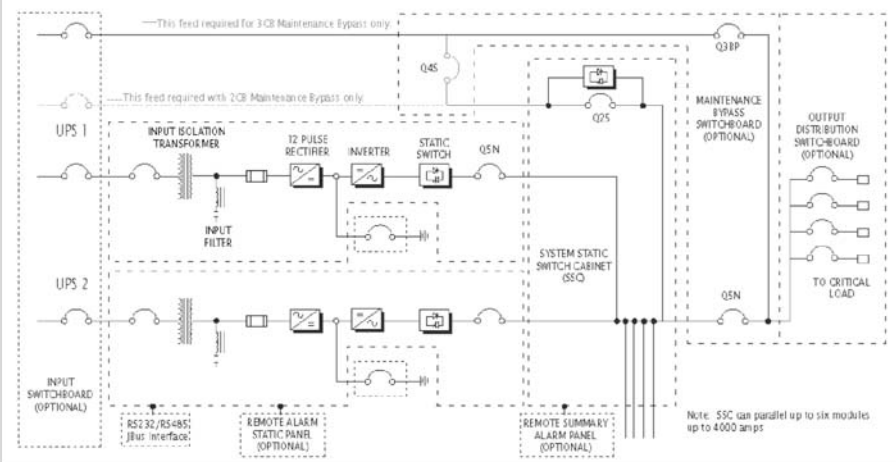 This feed required for 3CB Maintenance Bypass only.
Q3BP
Q4S
This feed required with 2CB Maintenance Bypass only
Q2S
MAINTENANCE
BYPASS
SWITCHBOARD
(OPTIONAL)
OUTPUT
DISTRIBUTION
SWITCHBOARD
(OPTIONAL)
UPS 1
INPUT ISOLATION
TRANSFORMER
12 PULSE
RECTIFIER
INVERTER
STATIC
SWITCH
Q5N
INPUT
FILTER
SYSTEM STATIC
SWITCH CABINET
(SSC)
UPS 2
TO CRITICAL
LOAD
Q5N
INPUT
SWITCHBOARD
(OPTIONAL)
RS232/RS485
JBus Interface
REMOTE ALARM
STATIC PANEL
(OPTIONAL)
REMOTE SUMMARY
ALARM PANEL
(OPTIONAL)
Note: SSC can parallel up to six modules
up to 4000 amps